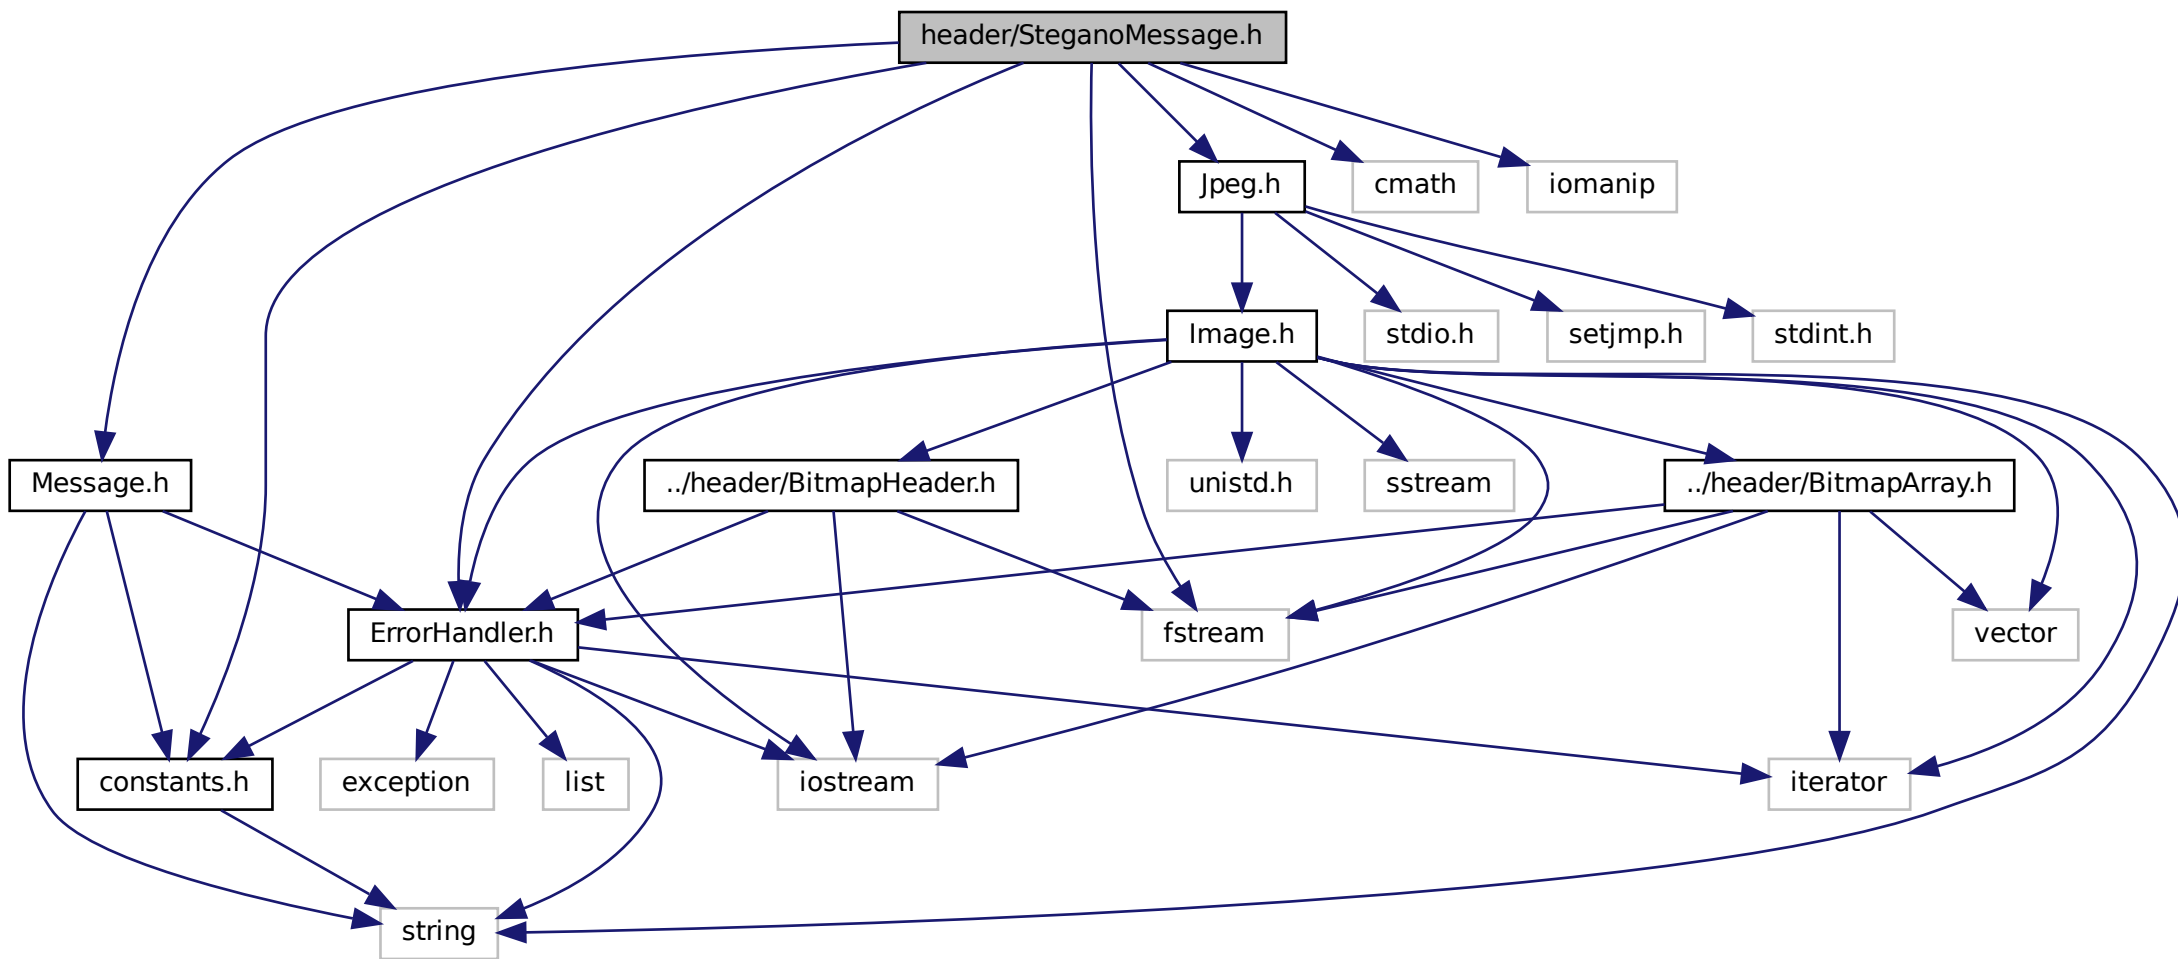 header/SteganoMessage.h
Jpeg.h
cmath
iomanip
Image.h
stdio.h
setjmp.h
stdint.h
Message.h
../header/BitmapHeader.h
unistd.h
sstream
../header/BitmapArray.h
ErrorHandler.h
fstream
vector
constants.h
exception
list
iostream
iterator
string